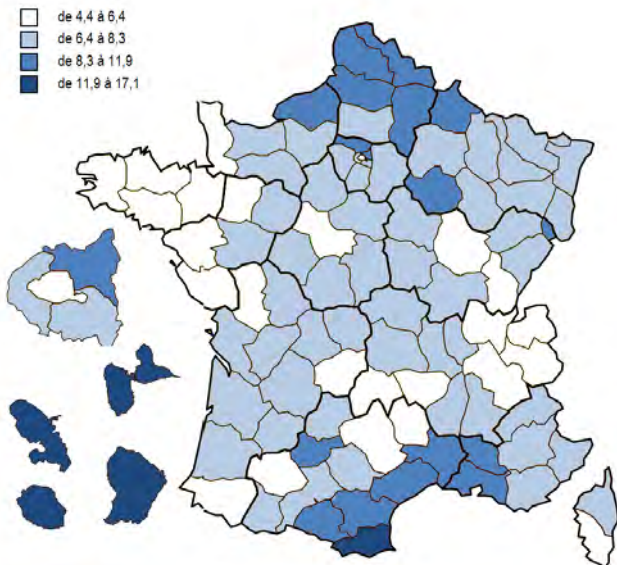 de 4,4 à 6,4
de 6,4 à 8,3
de 8,3 à 11,9
de 11,9 à 17,1